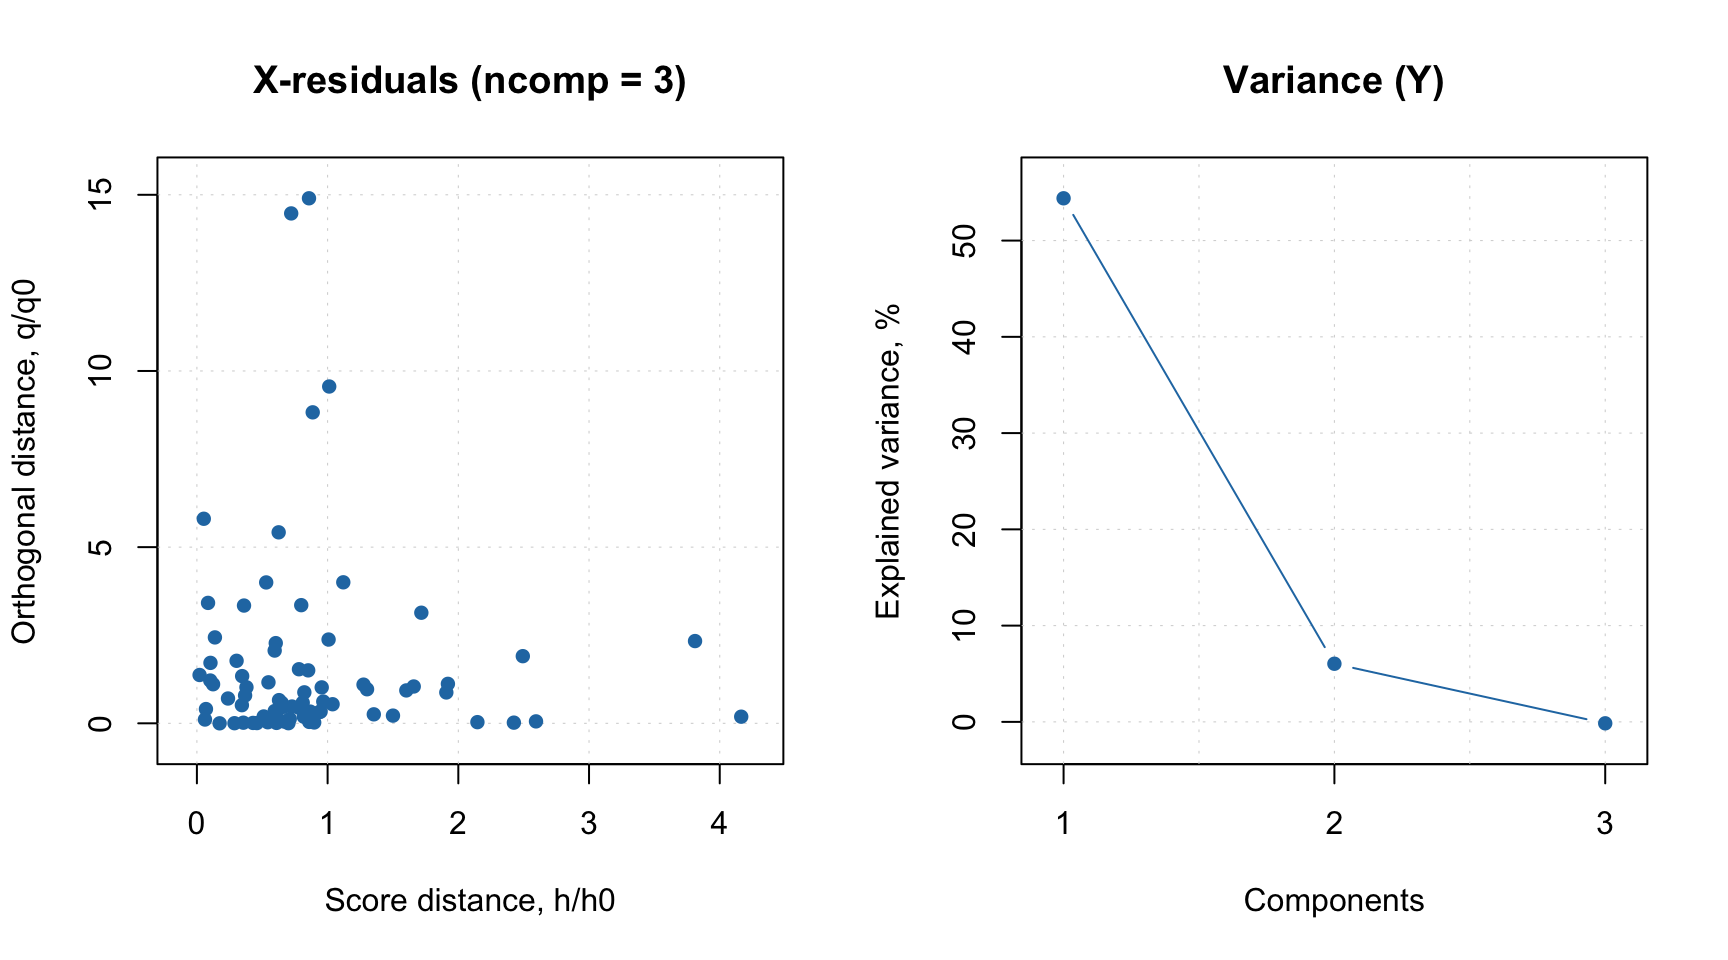 X-residuals (ncomp = 3)
Orthogonal distance, q/q0
15
10
5
0
0 1 2 3 4
Score distance, h/h0
Variance (Y)
Explained variance, %
50
40
30
20
10
0
1 2 3
Components